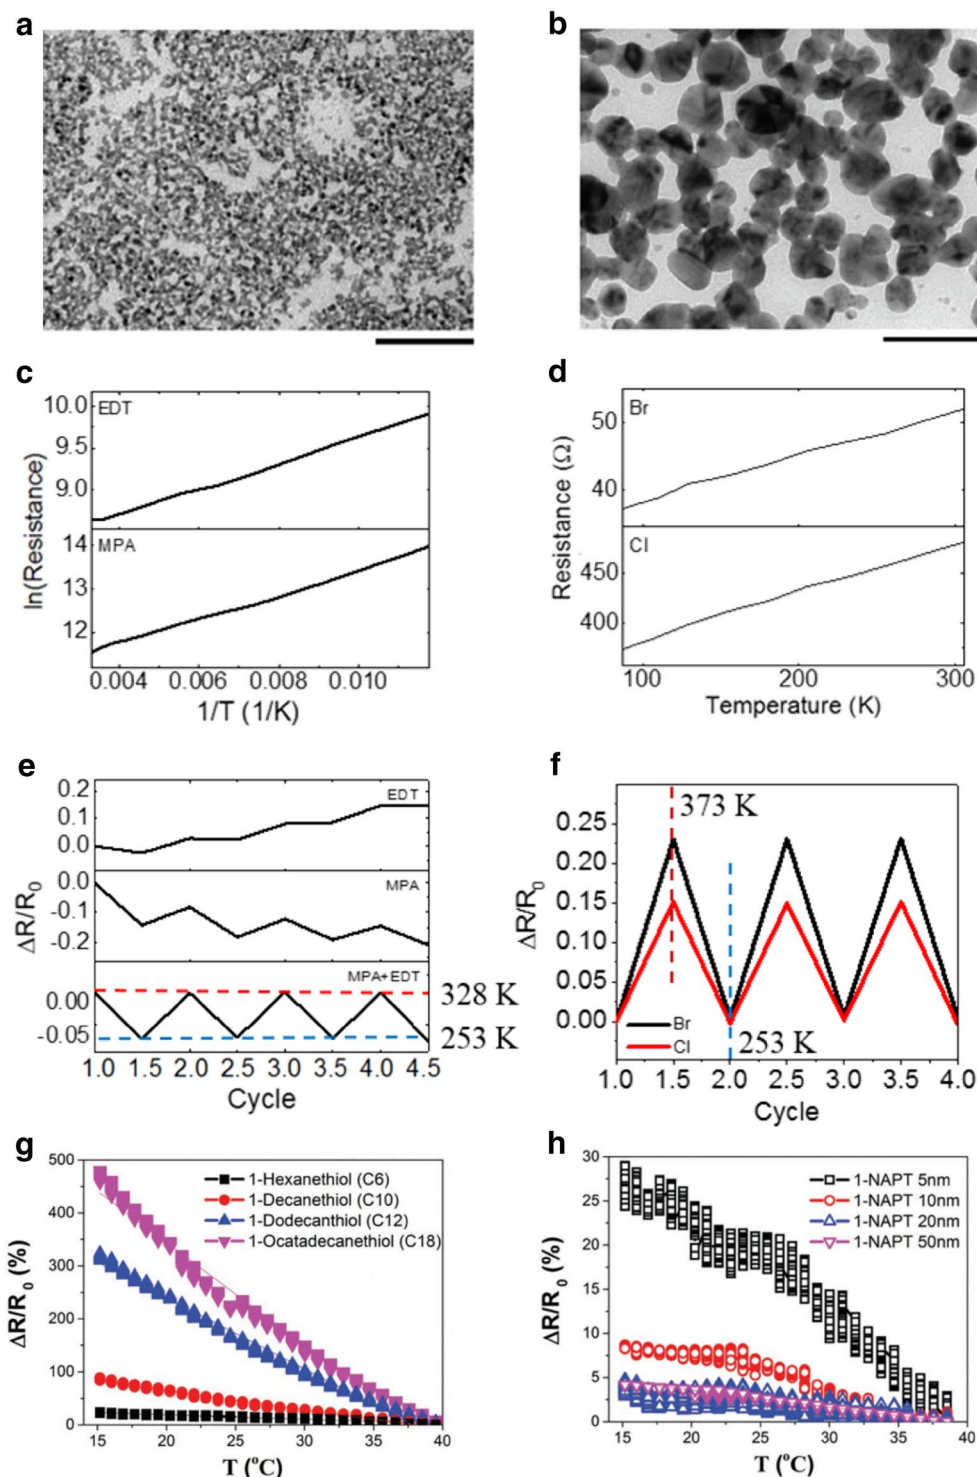 a
b
c
10.0
EDT
9.5
9.0
14
MPA
13
12
ln(Resistance)
0.004 0.006 0.008 0.010
1/T (1/K)
d
50
Br
40
Cl
450
400
Resistance (Ω)
100 200 300
Temperature (K)
e
0.2
0.1
0.0
EDT
0.0
-0.1
-0.2
MPA
MPA+EDT
0.00
-0.05
328 K
253 K
ΔR/R0
1.0 1.5 2.0 2.5 3.0 3.5 4.0 4.5
Cycle
f
373 K
0.25
0.20
0.15
0.10
0.05
0.00
ΔR/R0
Br
Cl
253 K
1.0 1.5 2.0 2.5 3.0 3.5 4.0
Cycle
g
500
400
300
200
100
0
ΔR/R0 (%)
1-Hexanethiol (C6)
1-Decanethiol (C10)
1-Dodecanthiol (C12)
1-Ocatadecanethiol (C18)
15 20 25 30 35 40
T (°C)
h
30
25
20
15
10
5
0
ΔR/R0 (%)
1-NAPT 5nm
1-NAPT 10nm
1-NAPT 20nm
1-NAPT 50nm
15 20 25 30 35 40
T (°C)